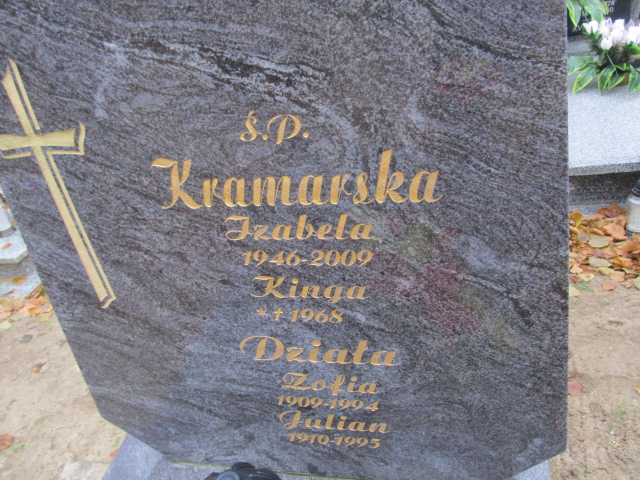 Ś.P.
Kramarska
Izabela
1946-2009
Kinga
*✝ 1968
Działa
Zofia
1909-1994
Julian
1910-1995